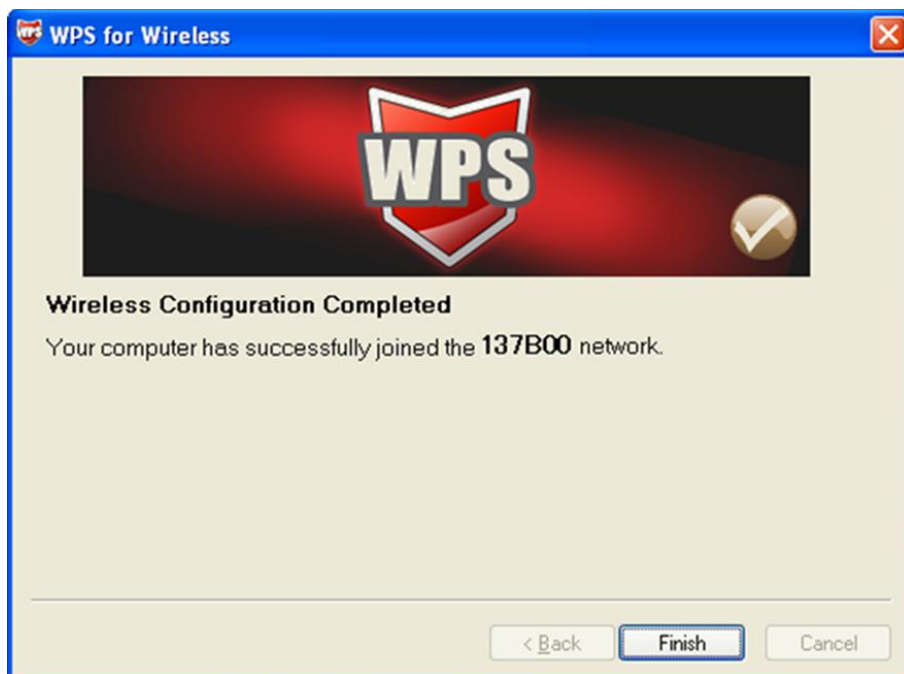 WPS for Wireless
WPS
Wireless Configuration Completed
Your computer has successfully joined the 137B00 network.
< Back
Finish
Cancel